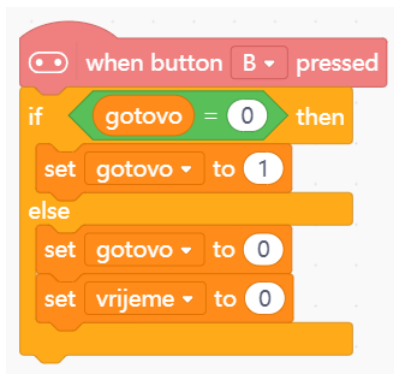 when button B pressed
if gotovo = 0 then
set gotovo to 1
else
set gotovo to 0
set vrijeme to 0